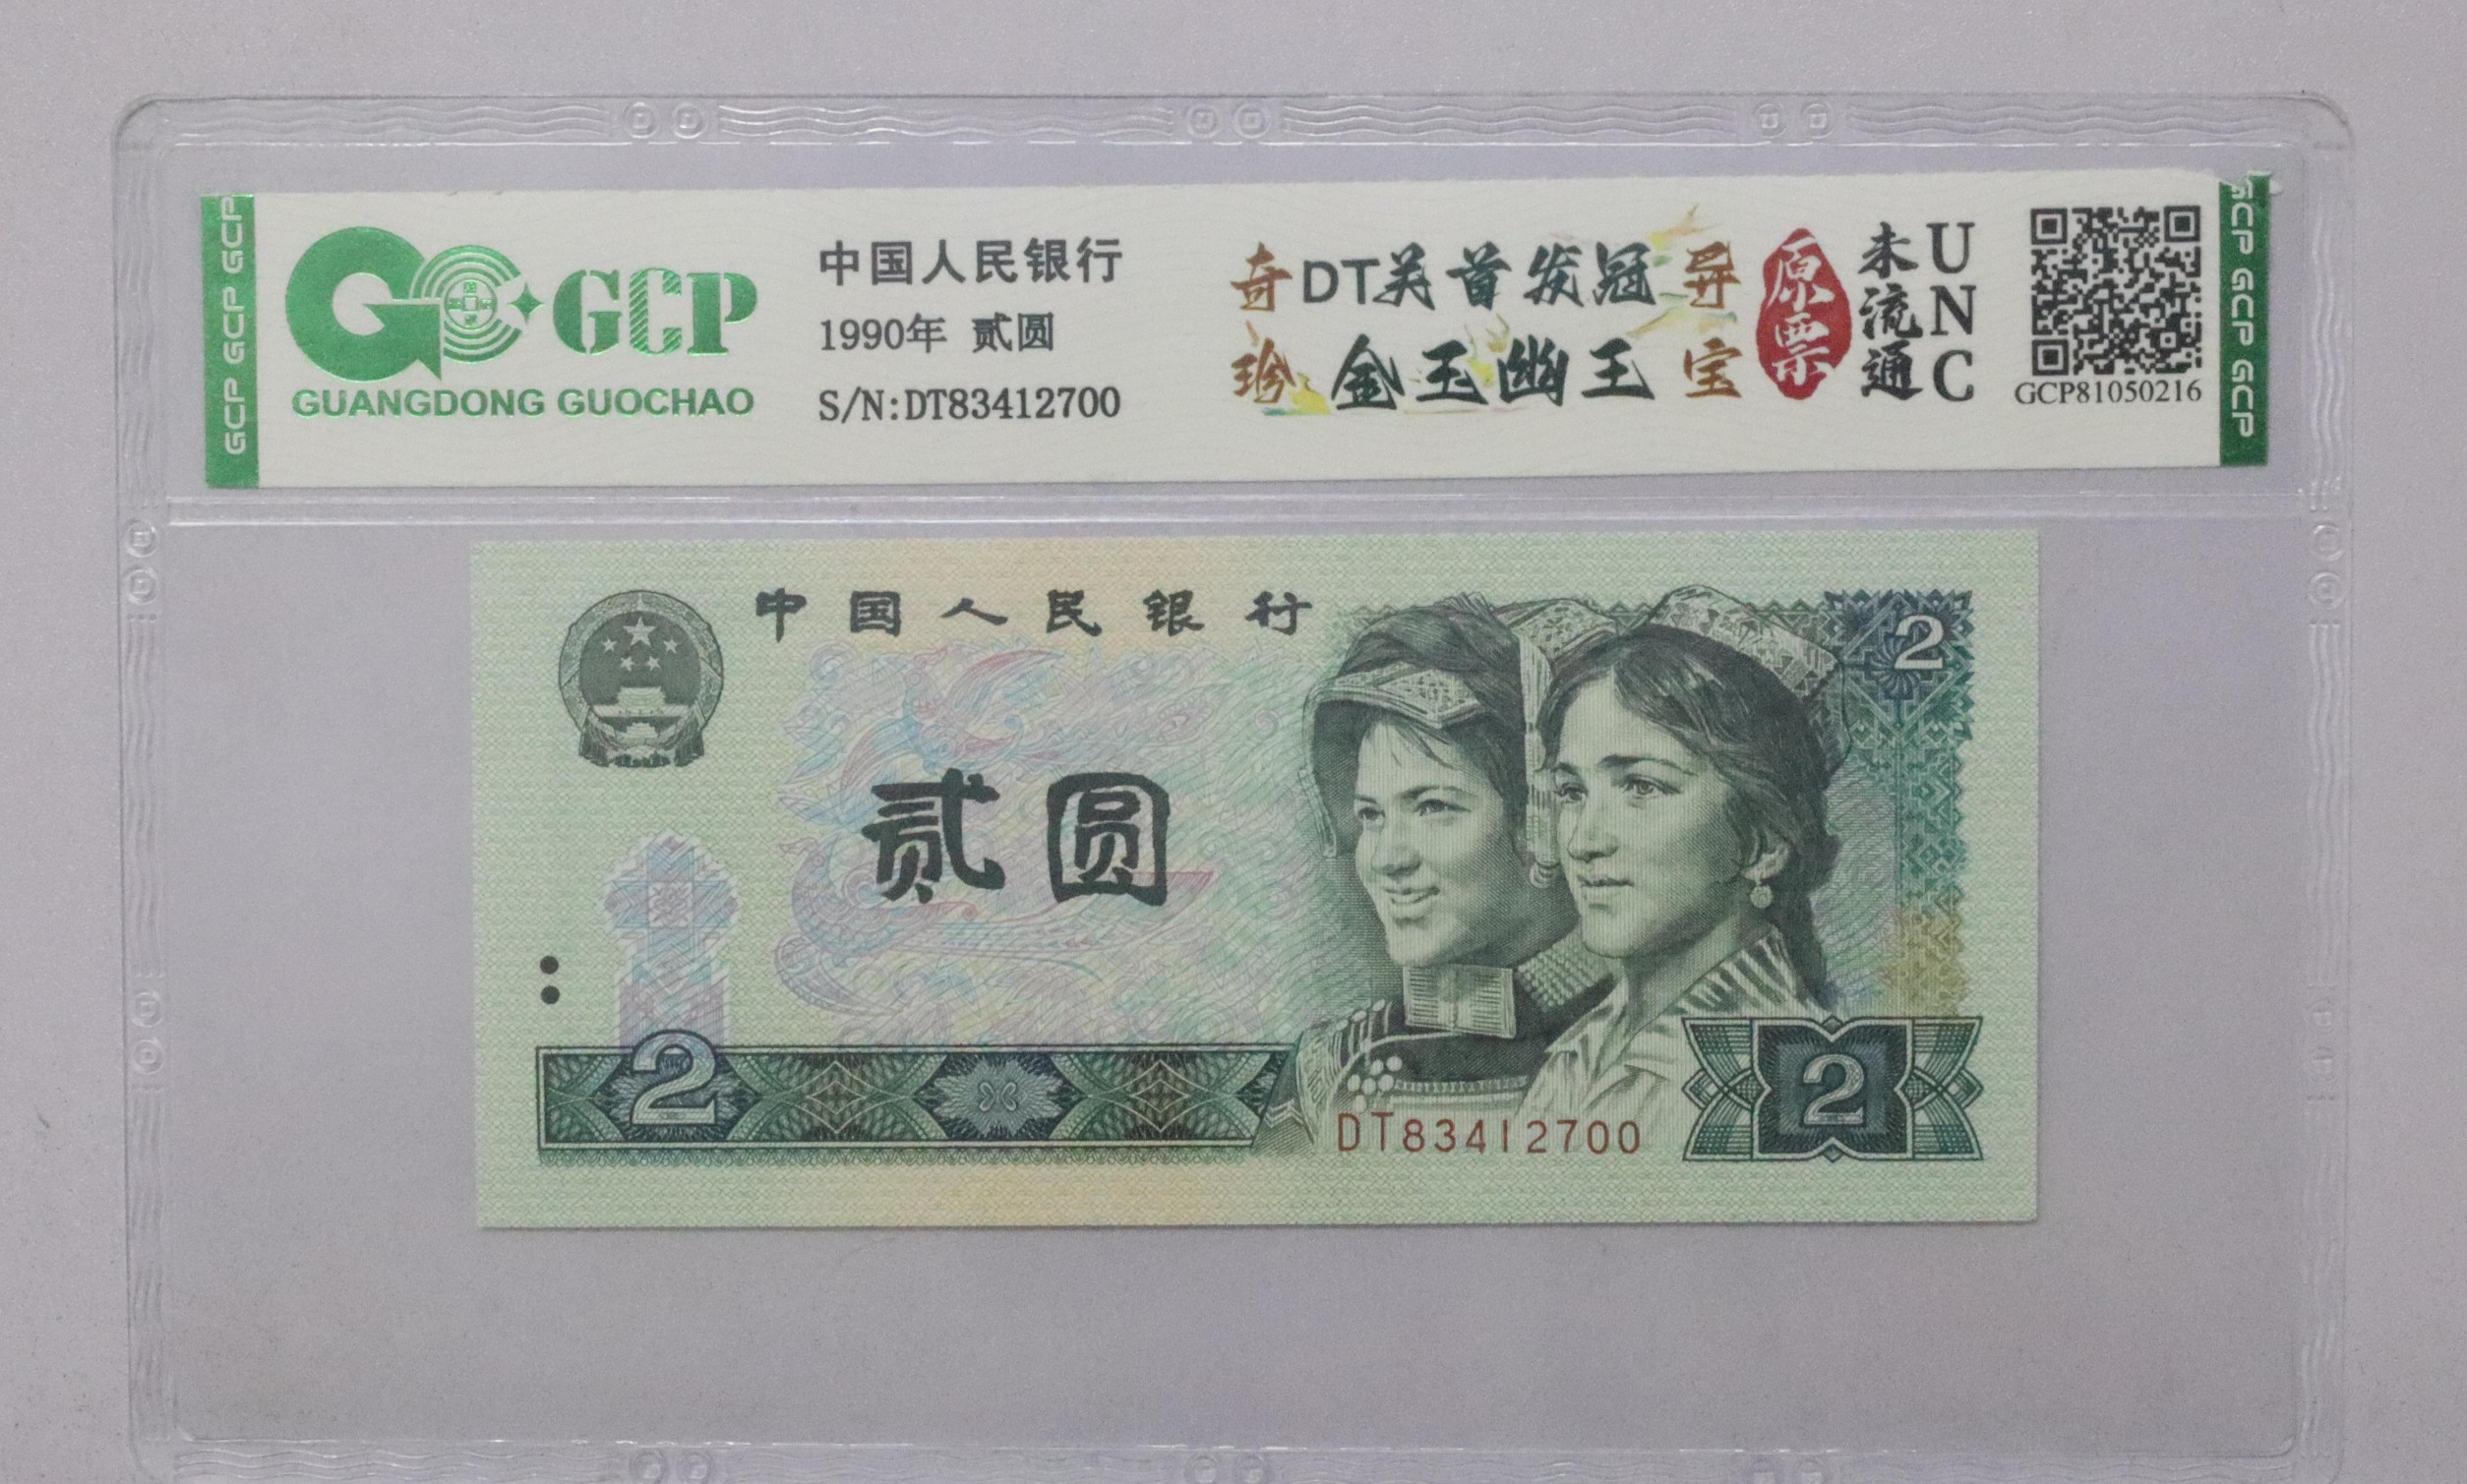 GCP GCP GCP
GCP
GUANGDONG GUOCHAO
中国人民银行
1990年 贰圆
S/N:DT83412700
奇 DT关首发冠 异
珍 金玉幽王 宝
原票
未流通
UNC
GCP81050216
GCP GCP GCP
中国人民银行
2
贰圆
2
DT83412700
2